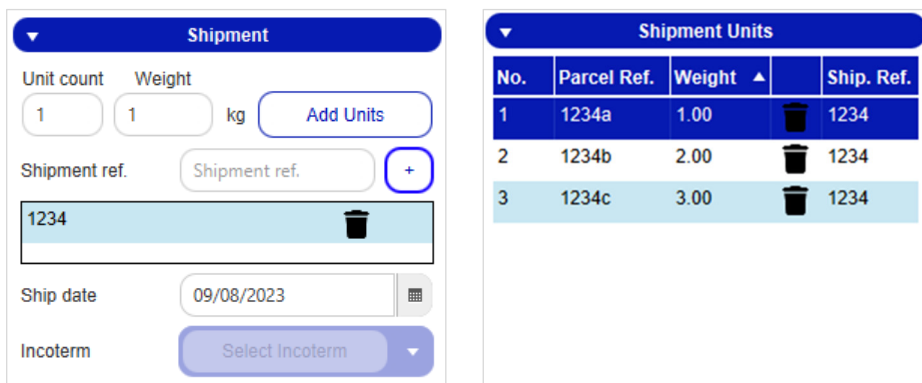 Shipment
Unit count Weight
1 1 kg Add Units
Shipment ref. Shipment ref. +
1234
Ship date 09/08/2023
Incoterm Select Incoterm
Shipment Units
No. Parcel Ref. Weight Ship. Ref.
1 1234a 1.00 1234
2 1234b 2.00 1234
3 1234c 3.00 1234